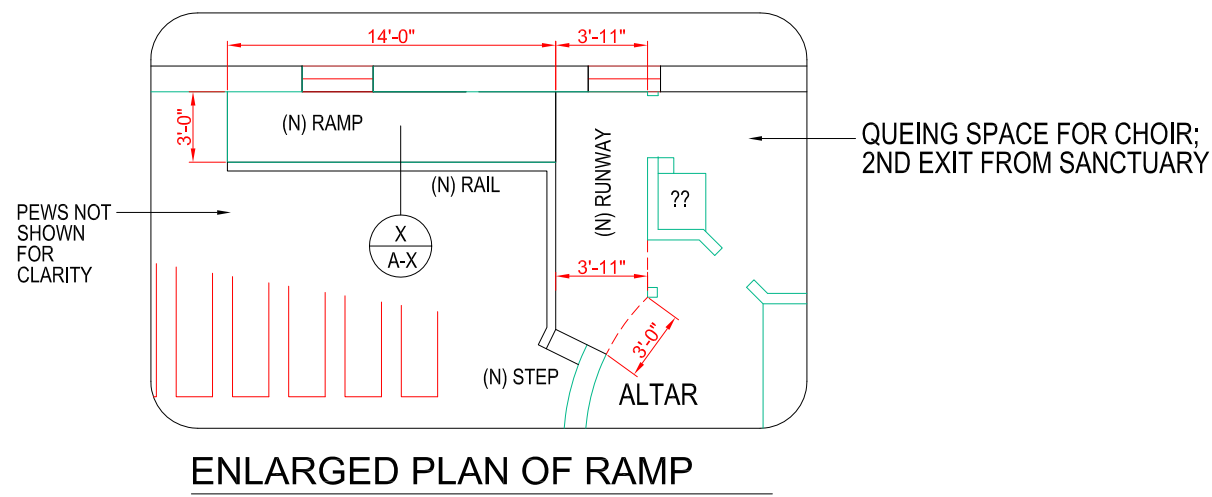 14'-0"
3'-11"
3'-0"
(N) RAMP
(N) RUNWAY
QUEING SPACE FOR CHOIR;
2ND EXIT FROM SANCTUARY
(N) RAIL
??
PEWS NOT
SHOWN
FOR
CLARITY
X
A-X
3'-11"
3'-0"
(N) STEP
ALTAR
ENLARGED PLAN OF RAMP